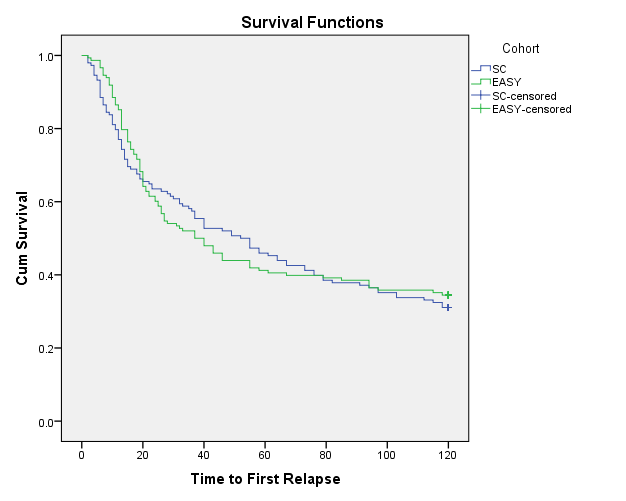 Survival Functions
Cohort
SC
EASY
SC-censored
EASY-censored
Cum Survival
1.0
0.8
0.6
0.4
0.2
0.0
0 20 40 60 80 100 120
Time to First Relapse